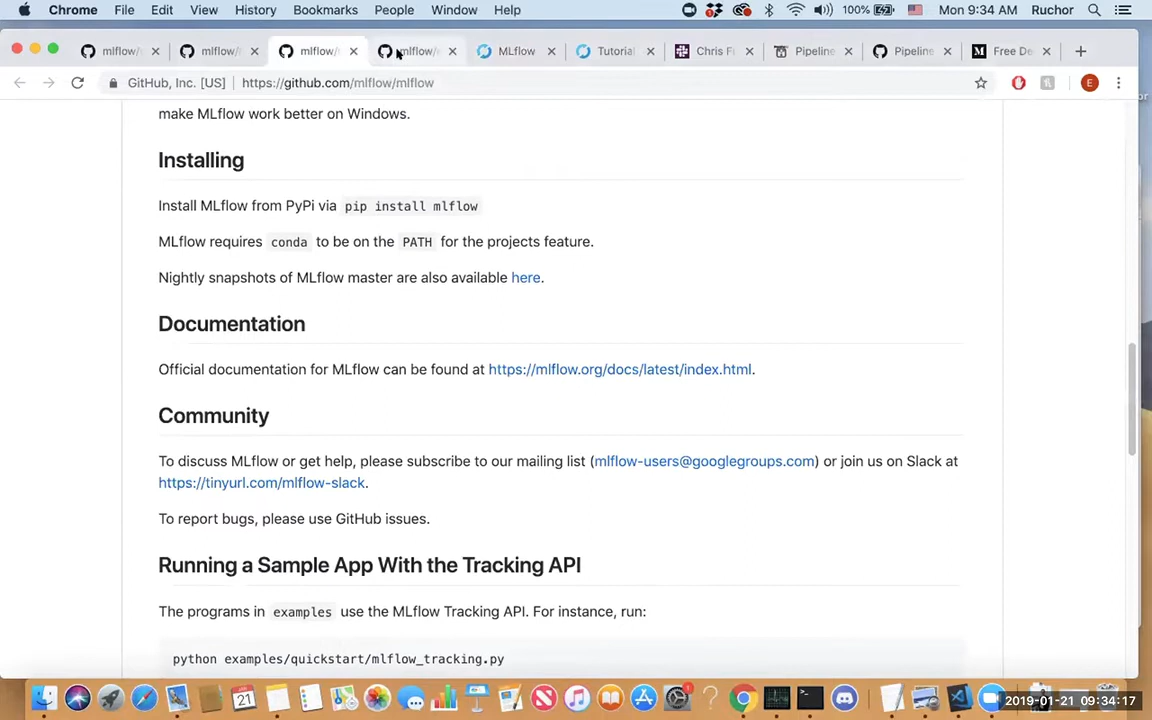 Chrome File Edit View History Bookmarks People Window Help 100% Mon 9:34 AM Ruchor
mlflow/ mlflow/ mlflow/ mlflow/ MLflow Tutorial Chris F Pipeline Pipeline Free De
GitHub, Inc. [US] https://github.com/mlflow/mlflow E
make MLflow work better on Windows.
Installing
Install MLflow from PyPi via pip install mlflow
MLflow requires conda to be on the PATH for the projects feature.
Nightly snapshots of MLflow master are also available here.
Documentation
Official documentation for MLflow can be found at https://mlflow.org/docs/latest/index.html.
Community
To discuss MLflow or get help, please subscribe to our mailing list (mlflow-users@googlegroups.com) or join us on Slack at
https://tinyurl.com/mlflow-slack.
To report bugs, please use GitHub issues.
Running a Sample App With the Tracking API
The programs in examples use the MLflow Tracking API. For instance, run:
python examples/quickstart/mlflow_tracking.py
2019-01-21 09:34:17